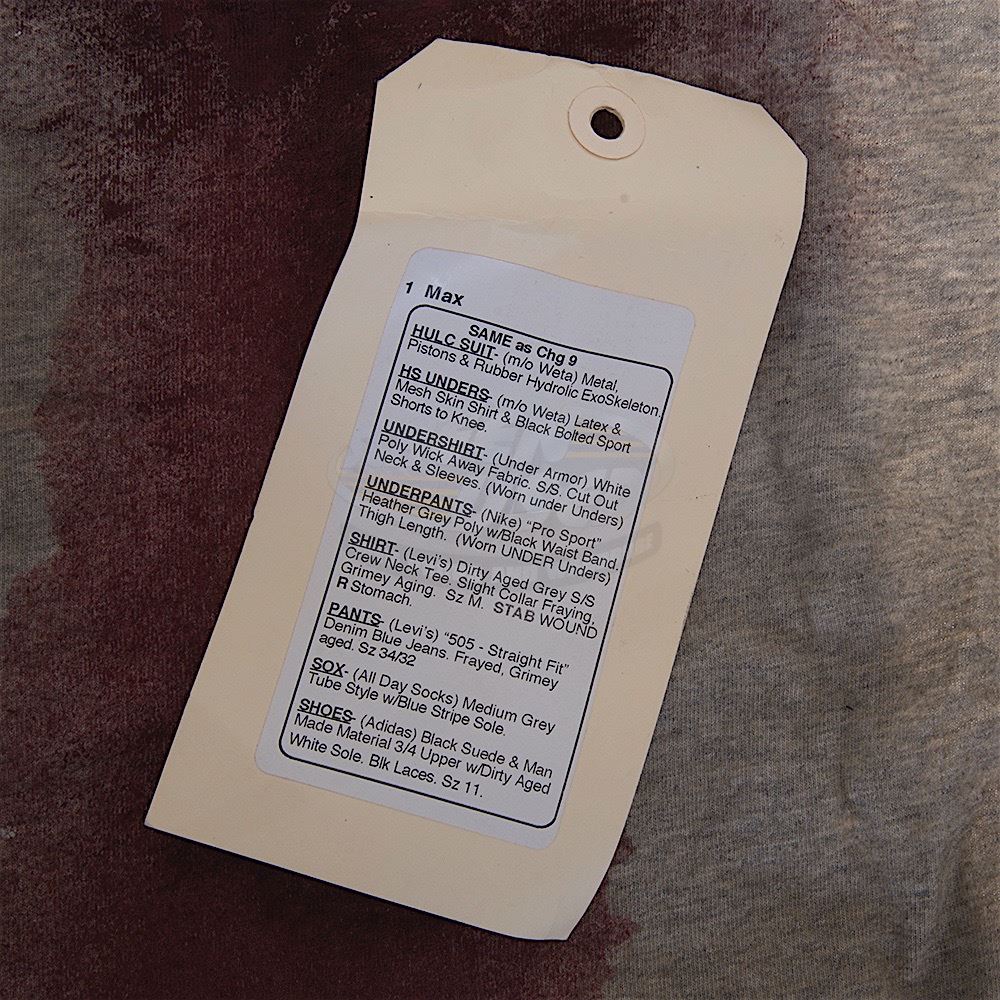 1 Max
SAME as Chg 9
HULC SUIT- (m/o Weta) Metal,
Pistons & Rubber Hydrolic ExoSkeleton.
HS UNDERS- (m/o Weta) Latex &
Mesh Skin Shirt & Black Bolted Sport
Shorts to Knee.
UNDERSHIRT- (Under Armor) White
Poly Wick Away Fabric. S/S. Cut Out
Neck & Sleeves. (Worn under Unders)
UNDERPANTS- (Nike) "Pro Sport"
Heather Grey Poly w/Black Waist Band.
Thigh Length. (Worn UNDER Unders)
SHIRT- (Levi's) Dirty Aged Grey S/S
Crew Neck Tee. Slight Collar Fraying,
Grimey Aging. Sz M. STAB WOUND
R Stomach.
PANTS- (Levi's) "505 - Straight Fit"
Denim Blue Jeans. Frayed, Grimey
aged. Sz 34/32
SOX- (All Day Socks) Medium Grey
Tube Style w/Blue Stripe Sole.
SHOES- (Adidas) Black Suede & Man
Made Material 3/4 Upper w/Dirty Aged
White Sole. Blk Laces. Sz 11.